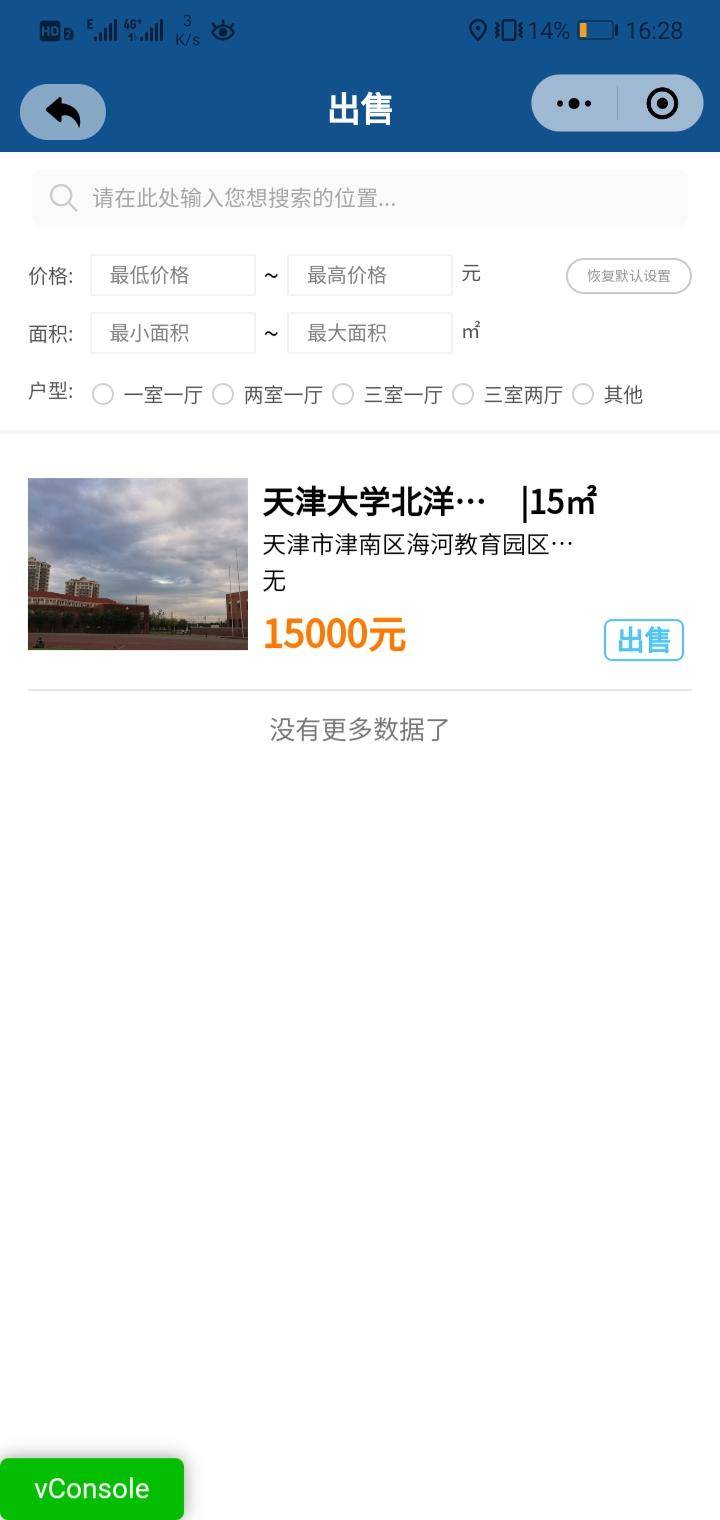 HD 2 E 4G+ 3 K/s 14% 16:28
出售
请在此处输入您想搜索的位置...
价格: 最低价格 ~ 最高价格 元 恢复默认设置
面积: 最小面积 ~ 最大面积 ㎡
户型: 一室一厅 两室一厅 三室一厅 三室两厅 其他
天津大学北洋… |15㎡
天津市津南区海河教育园区…
无
15000元 出售
没有更多数据了
vConsole